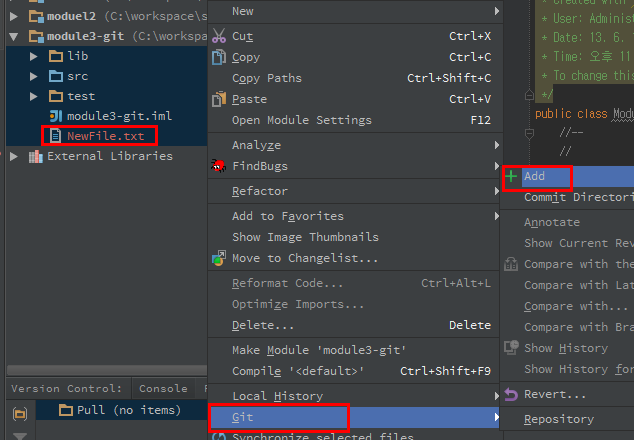 moduel2 (C:\workspace\s
module3-git (C:\workspa
lib
src
test
module3-git.iml
NewFile.txt
External Libraries
Version Control:
Console
Pull (no items)
New
Cut Ctrl+X
Copy Ctrl+C
Copy Paths Ctrl+Shift+C
Paste Ctrl+V
Open Module Settings F12
Analyze
FindBugs
Refactor
Add to Favorites
Show Image Thumbnails
Move to Changelist...
Reformat Code... Ctrl+Alt+L
Optimize Imports...
Delete... Delete
Make Module 'module3-git'
Compile '<default>' Ctrl+Shift+F9
Local History
Git
Synchronize selected files
* Created with
* User: Administ
* Date: 13. 6. 1
* Time: 오후 11
* To change this
*/
public class Modu
//--
//
Add
Commit Directori
Annotate
Show Current Rev
Compare with the
Compare with Lat
Compare with...
Compare with Bra
Show History
Show History for
Revert...
Repository